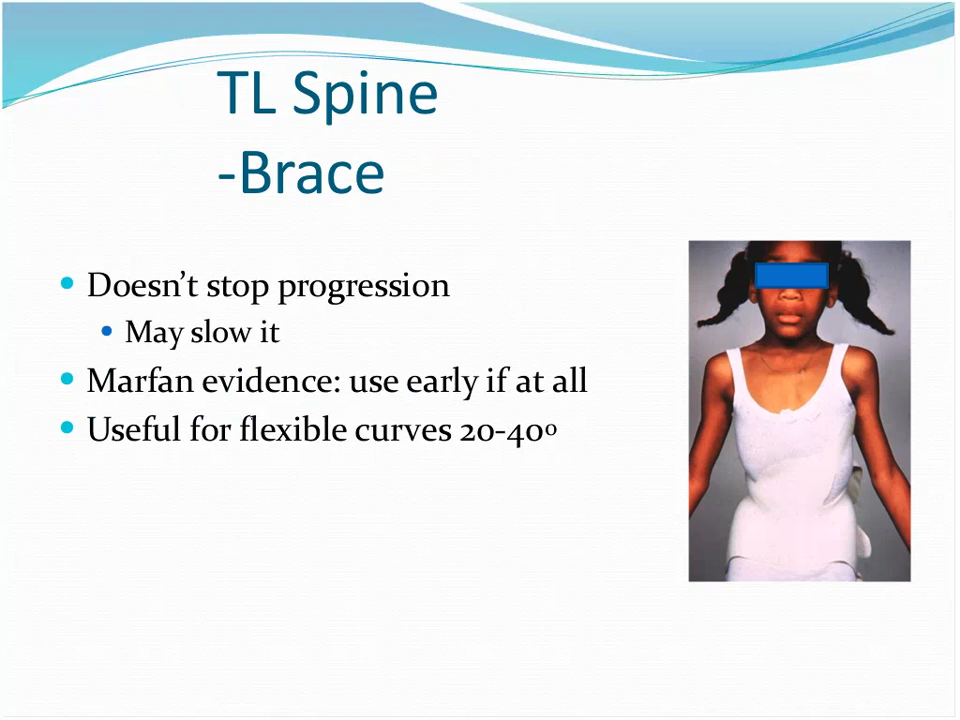 TL Spine
-Brace
Doesn’t stop progression
May slow it
Marfan evidence: use early if at all
Useful for flexible curves 20-40º